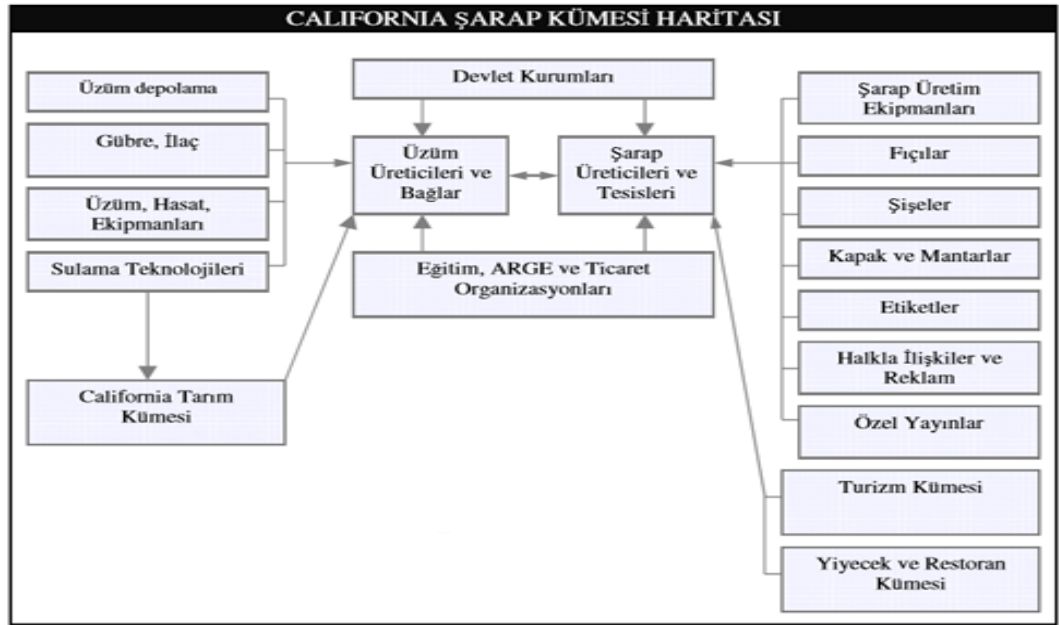 CALIFORNIA ŞARAP KÜMESİ HARİTASI
Üzüm depolama
Gübre, İlaç
Üzüm, Hasat,
Ekipmanları
Sulama Teknolojileri
California Tarım
Kümesi
Devlet Kurumları
Üzüm
Üreticileri ve
Bağlar
Şarap
Üreticileri ve
Tesisleri
Eğitim, ARGE ve Ticaret
Organizasyonları
Şarap Üretim
Ekipmanları
Fıçılar
Şişeler
Kapak ve Mantarlar
Etiketler
Halkla İlişkiler ve
Reklam
Özel Yayınlar
Turizm Kümesi
Yiyecek ve Restoran
Kümesi